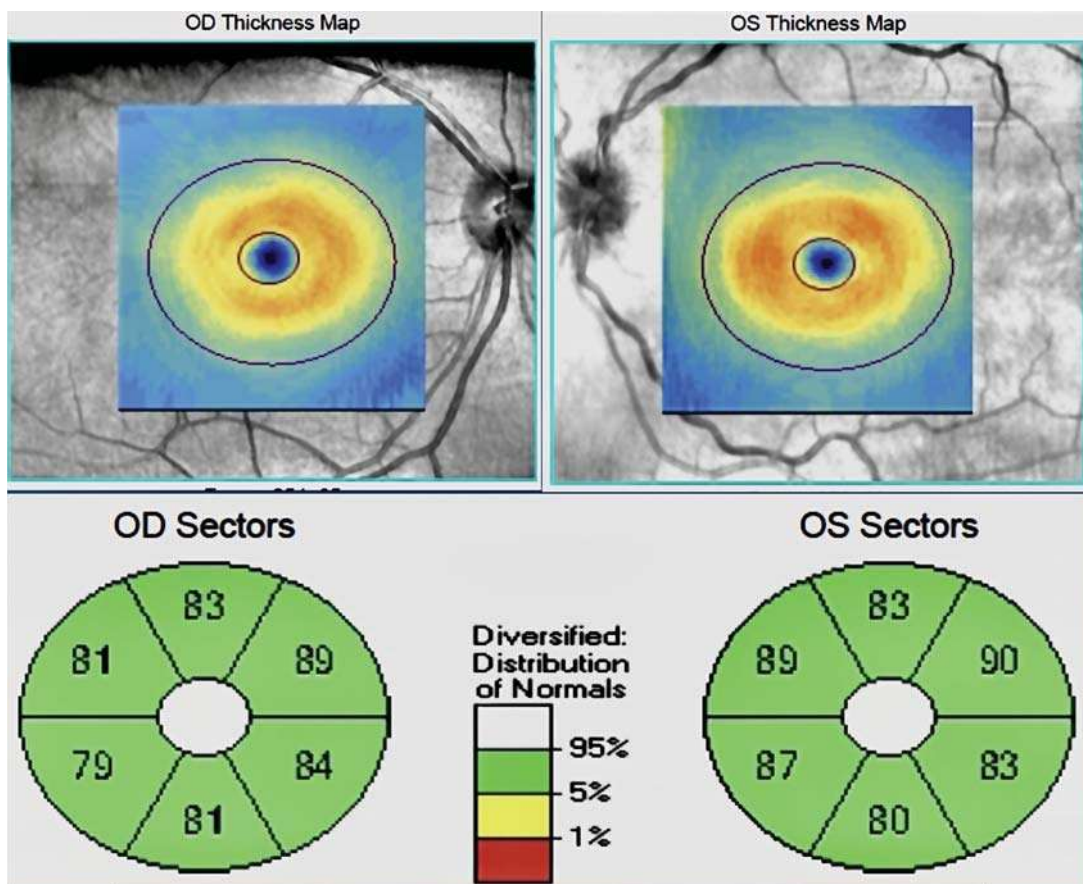 OD Thickness Map
OS Thickness Map
OD Sectors
OS Sectors
83
81
89
79
84
81
Diversified:
Distribution
of Normals
95%
5%
1%
83
89
90
87
83
80